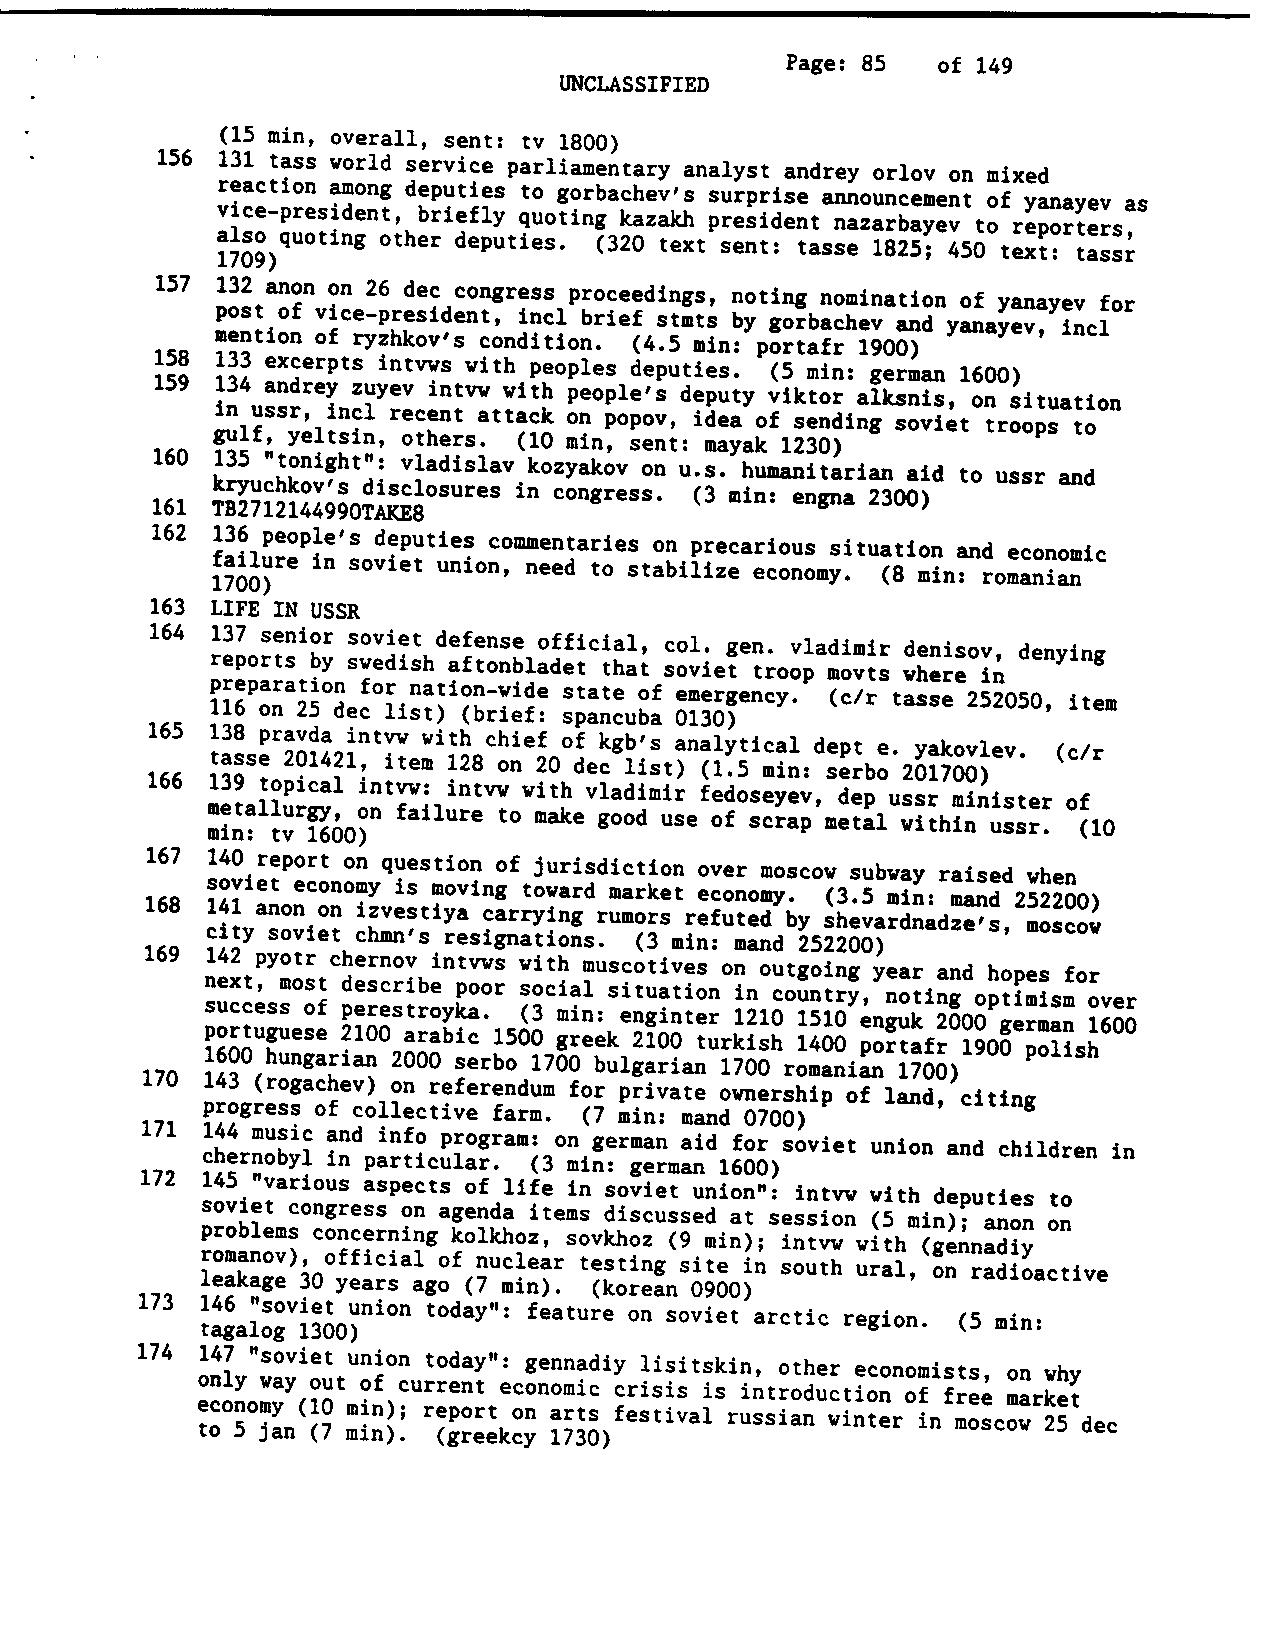 Page: 85 of 149
UNCLASSIFIED
(15 min, overall, sent: tv 1800)
156 131 tass world service parliamentary analyst andrey orlov on mixed
reaction among deputies to gorbachev's surprise announcement of yanayev as
vice-president, briefly quoting kazakh president nazarbayev to reporters,
also quoting other deputies. (320 text sent: tasse 1825; 450 text: tassr
1709)
157 132 anon on 26 dec congress proceedings, noting nomination of yanayev for
post of vice-president, incl brief stmts by gorbachev and yanayev, incl
mention of ryzhkov's condition. (4.5 min: portafr 1900)
158 133 excerpts intvws with peoples deputies. (5 min: german 1600)
159 134 andrey zuyev intvw with people's deputy viktor alksnis, on situation
in ussr, incl recent attack on popov, idea of sending soviet troops to
gulf, yeltsin, others. (10 min, sent: mayak 1230)
160 135 "tonight": vladislav kozyakov on u.s. humanitarian aid to ussr and
kryuchkov's disclosures in congress. (3 min: engna 2300)
161 TB2712144990TAKE8
162 136 people's deputies commentaries on precarious situation and economic
failure in soviet union, need to stabilize economy. (8 min: romanian
1700)
163 LIFE IN USSR
164 137 senior soviet defense official, col. gen. vladimir denisov, denying
reports by svedish aftonbladet that soviet troop movts where in
preparation for nation-wide state of emergency. (c/r tasse 252050, item
116 on 25 dec list) (brief: spancuba 0130)
165 138 pravda intvw with chief of kgb's analytical dept e. yakovlev. (c/r
tasse 201421, item 128 on 20 dec list) (1.5 min: serbo 201700)
166 139 topical intvw: intvw with vladimir fedoseyev, dep ussr minister of
metallurgy, on failure to make good use of scrap metal within ussr. (10
min: tv 1600)
167 140 report on question of jurisdiction over moscow subway raised when
soviet economy is moving toward market economy. (3.5 min: mand 252200)
168 141 anon on izvestiya carrying rumors refuted by shevardnadze's, moscow
city soviet chmn's resignations. (3 min: mand 252200)
169 142 pyotr chernov intvws with muscotives on outgoing year and hopes for
next, most describe poor social situation in country, noting optimism over
success of perestroyka. (3 min: enginter 1210 1510 enguk 2000 german 1600
portuguese 2100 arabic 1500 greek 2100 turkish 1400 portafr 1900 polish
1600 hungarian 2000 serbo 1700 bulgarian 1700 romanian 1700)
170 143 (rogachev) on referendum for private ownership of land, citing
progress of collective farm. (7 min: mand 0700)
171 144 music and info program: on german aid for soviet union and children in
chernobyl in particular. (3 min: german 1600)
172 145 "various aspects of life in soviet union": intvw with deputies to
soviet congress on agenda items discussed at session (5 min); anon on
problems concerning kolkhoz, sovkhoz (9 min); intvw with (gennadiy
romanov), official of nuclear testing site in south ural, on radioactive
leakage 30 years ago (7 min). (korean 0900)
173 146 "soviet union today": feature on soviet arctic region. (5 min:
tagalog 1300)
174 147 "soviet union today": gennadiy lisitskin, other economists, on why
only way out of current economic crisis is introduction of free market
economy (10 min); report on arts festival russian winter in moscow 25 dec
to 5 jan (7 min). (greekcy 1730)